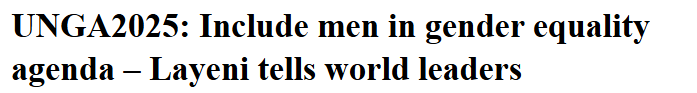 UNGA2025: Include men in gender equality
agenda – Layeni tells world leaders